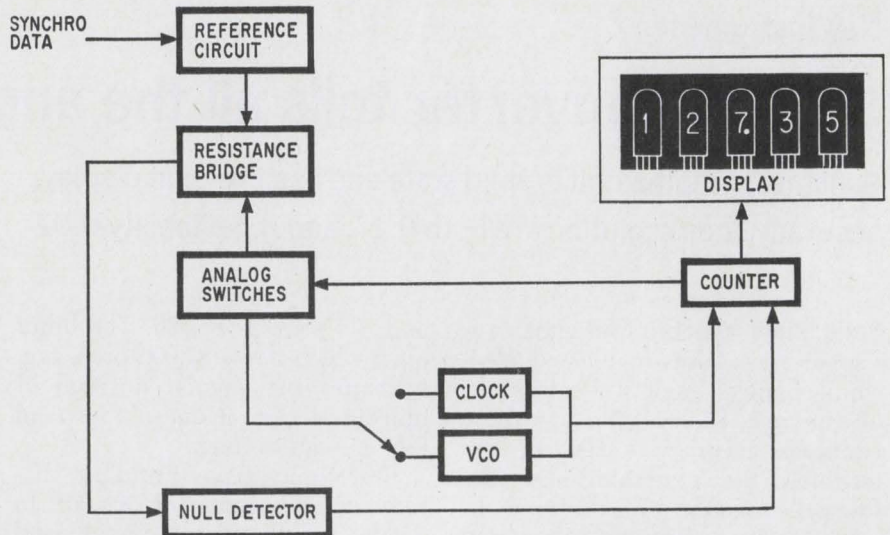 SYNCHRO
DATA
REFERENCE
CIRCUIT
1 2 7. 3 5
DISPLAY
RESISTANCE
BRIDGE
ANALOG
SWITCHES
COUNTER
CLOCK
VCO
NULL DETECTOR